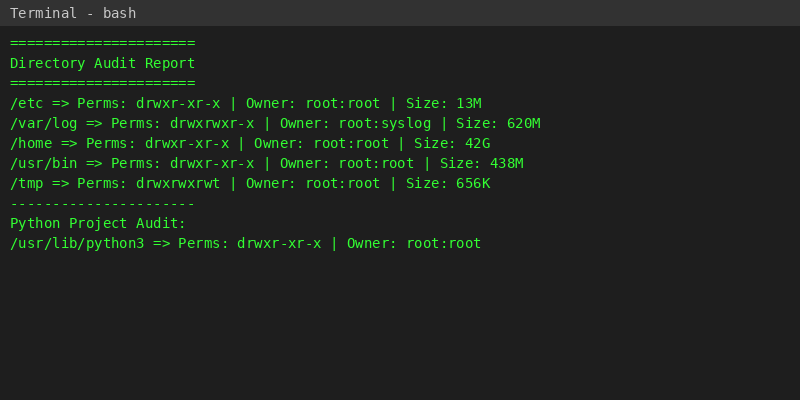 Terminal - bash
======================
Directory Audit Report
======================
/etc => Perms: drwxr-xr-x | Owner: root:root | Size: 13M
/var/log => Perms: drwxrwxr-x | Owner: root:syslog | Size: 620M
/home => Perms: drwxr-xr-x | Owner: root:root | Size: 42G
/usr/bin => Perms: drwxr-xr-x | Owner: root:root | Size: 438M
/tmp => Perms: drwxrwxrwt | Owner: root:root | Size: 656K
----------------------
Python Project Audit:
/usr/lib/python3 => Perms: drwxr-xr-x | Owner: root:root